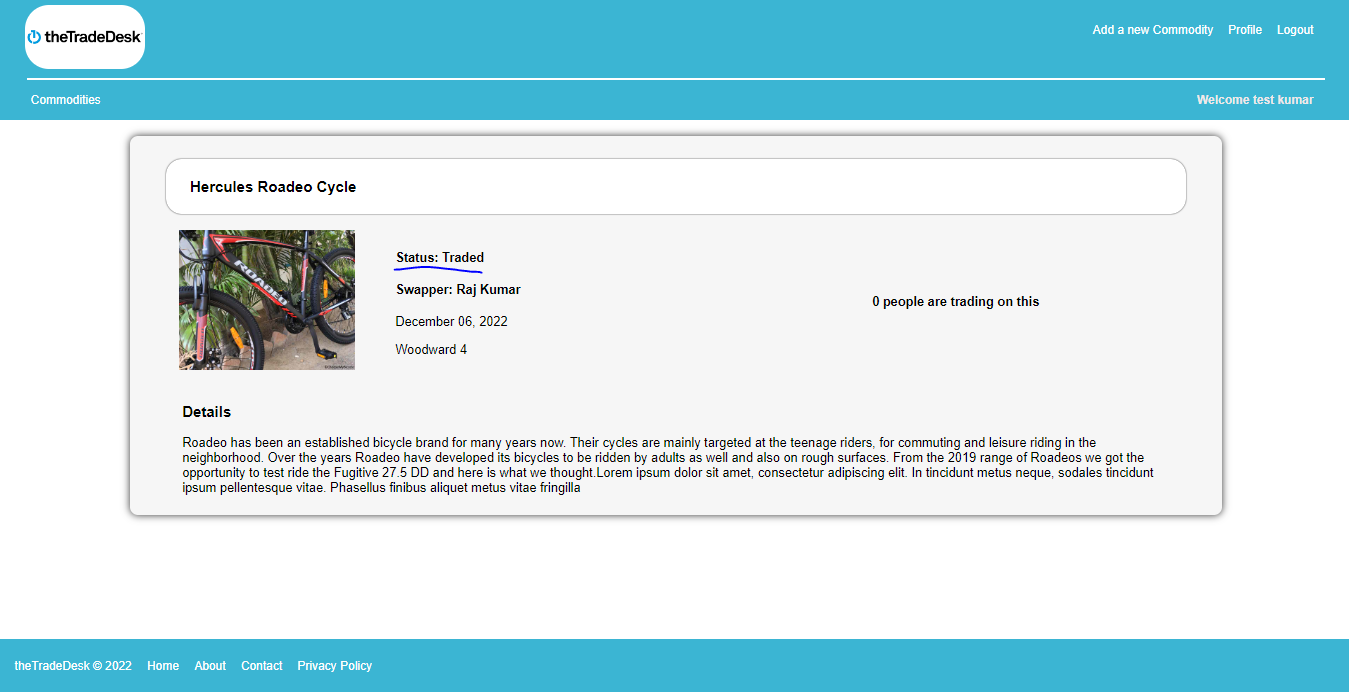 theTradeDesk
Add a new Commodity Profile Logout
Commodities
Welcome test kumar
Hercules Roadeo Cycle
ROADEO
Status: Traded
Swapper: Raj Kumar
December 06, 2022
Woodward 4
0 people are trading on this
Details
Roadeo has been an established bicycle brand for many years now. Their cycles are mainly targeted at the teenage riders, for commuting and leisure riding in the
neighborhood. Over the years Roadeo have developed its bicycles to be ridden by adults as well and also on rough surfaces. From the 2019 range of Roadeos we got the
opportunity to test ride the Fugitive 27.5 DD and here is what we thought.Lorem ipsum dolor sit amet, consectetur adipiscing elit. In tincidunt metus neque, sodales tincidunt
ipsum pellentesque vitae. Phasellus finibus aliquet metus vitae fringilla
theTradeDesk © 2022 Home About Contact Privacy Policy